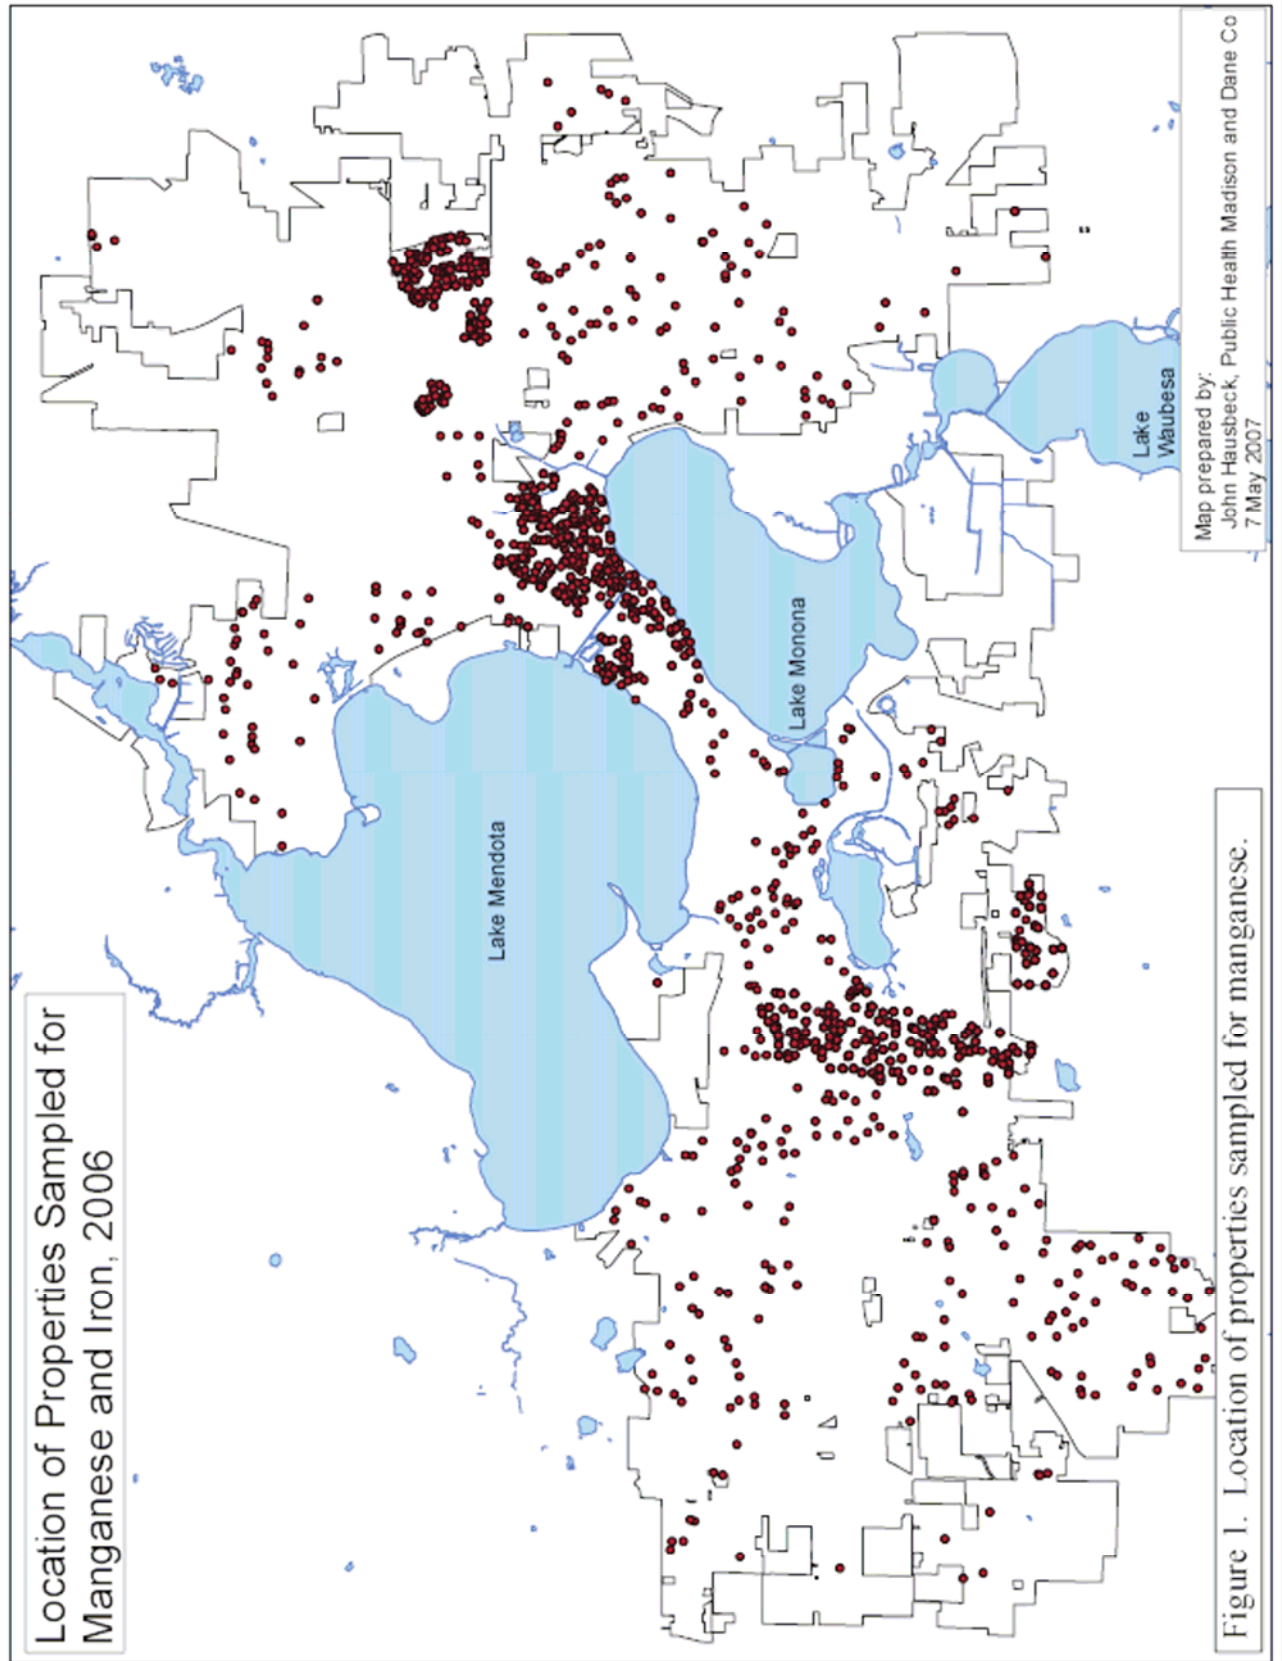 Location of Properties Sampled for
Manganese and Iron, 2006
Lake Mendota
Lake Monona
Lake
Waubesa
Map prepared by:
John Hausbeck, Public Health Madison and Dane Co
7 May 2007
Figure 1. Location of properties sampled for manganese.